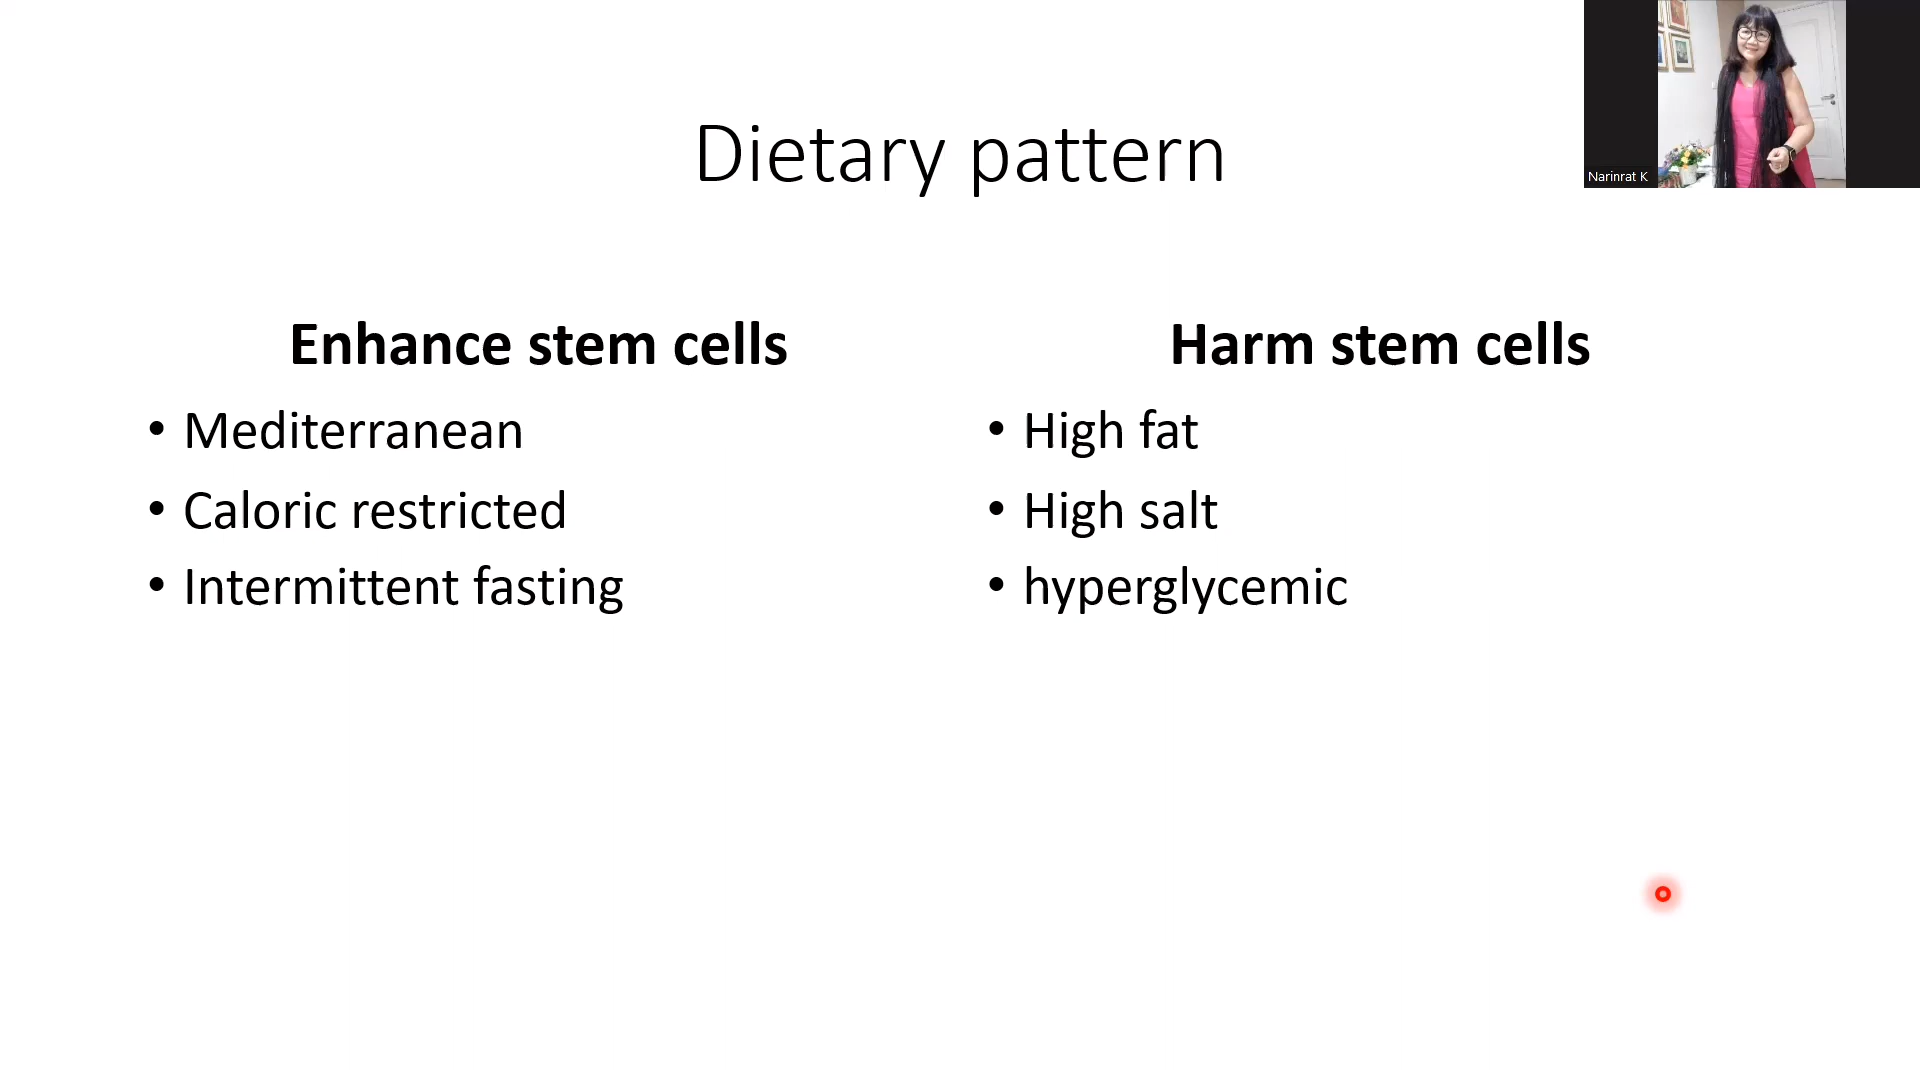 Dietary pattern
Narinrat K
Enhance stem cells
• Mediterranean
• Caloric restricted
• Intermittent fasting
Harm stem cells
• High fat
• High salt
• hyperglycemic